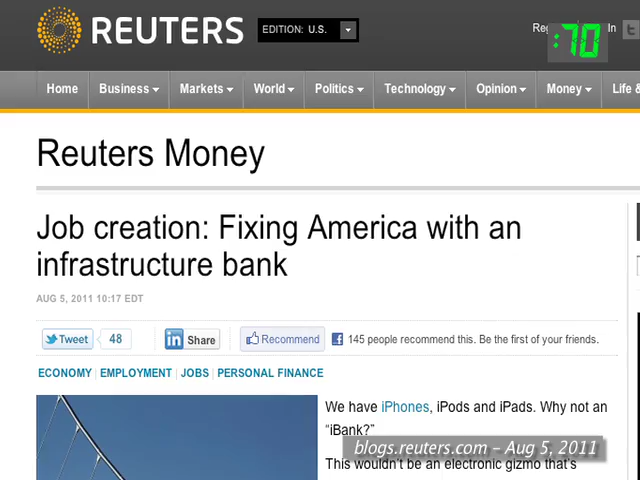 REUTERS
EDITION: U.S.
:70
Home
Business
Markets
World
Politics
Technology
Opinion
Money
Life &
Reuters Money
Job creation: Fixing America with an
infrastructure bank
AUG 5, 2011 10:17 EDT
Tweet
48
Share
Recommend
145 people recommend this. Be the first of your friends.
ECONOMY | EMPLOYMENT | JOBS | PERSONAL FINANCE
We have iPhones, iPods and iPads. Why not an
“iBank?”
blogs.reuters.com – Aug 5, 2011
This wouldn’t be an electronic gizmo that’s